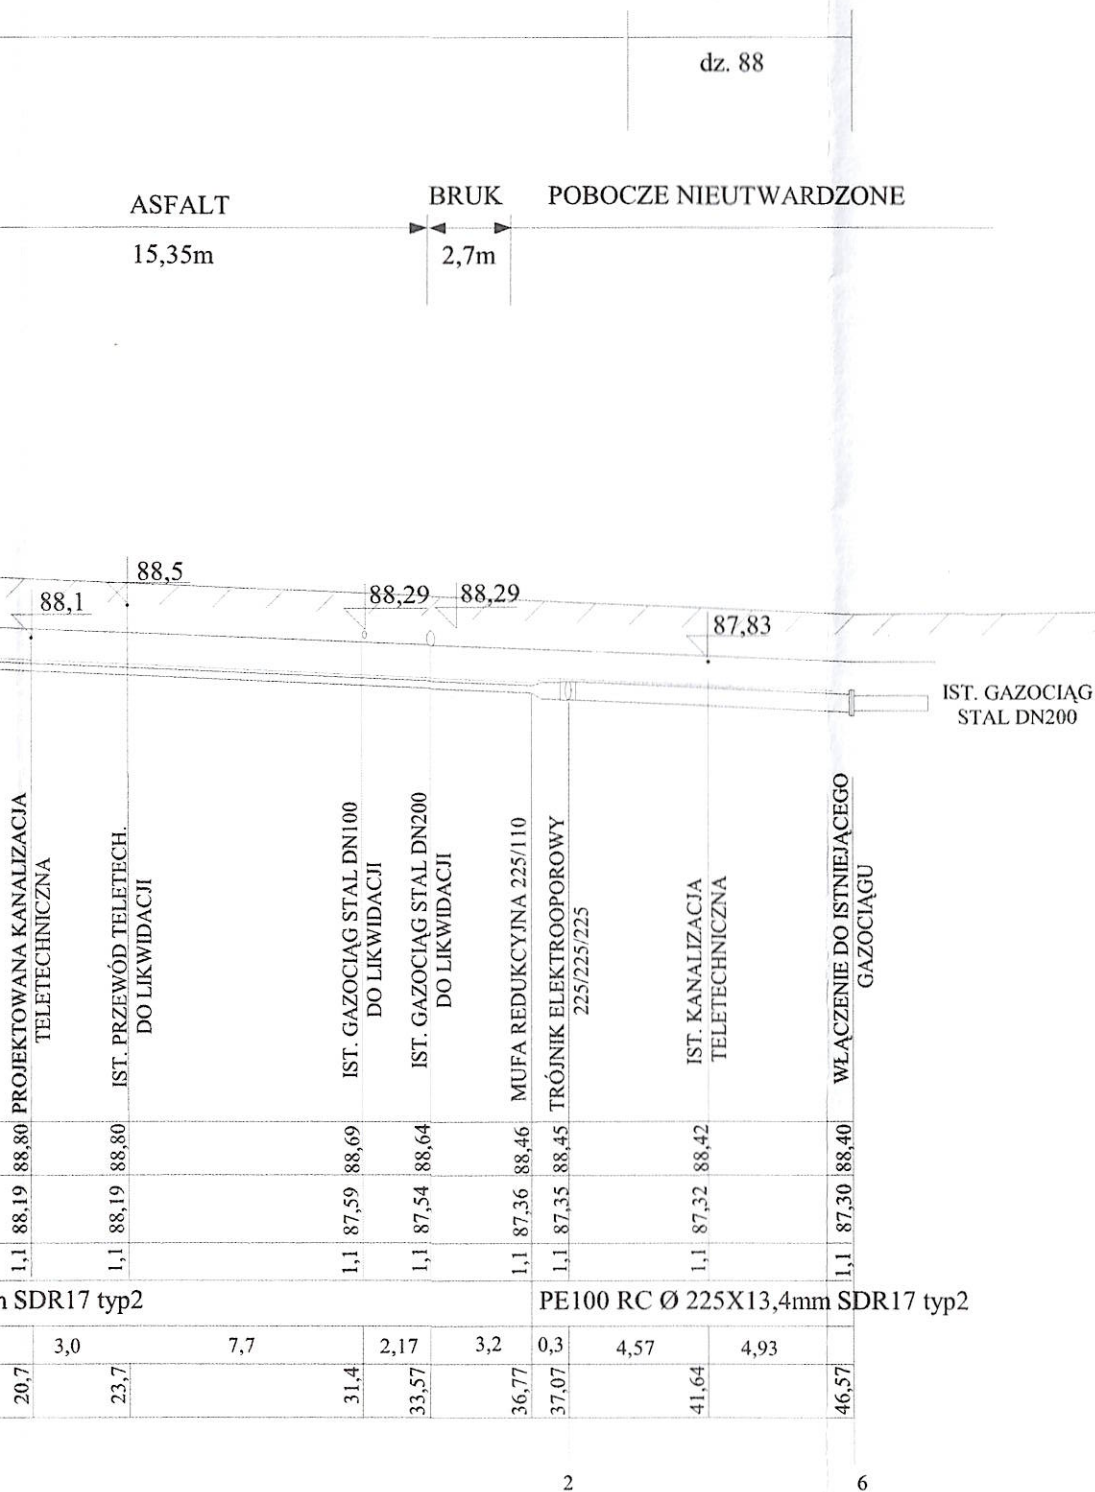 dz. 88
ASFALT
BRUK
POBOCZE NIEUTWARDZONE
15,35m
2,7m
88,5
88,1
88,29
88,29
87,83
IST. GAZOCIĄG
STAL DN200
PROJEKTOWANA KANALIZACJA
TELETECHNICZNA
IST. PRZEWÓD TELETECH.
DO LIKWIDACJI
IST. GAZOCIĄG STAL DN100
DO LIKWIDACJI
IST. GAZOCIĄG STAL DN200
DO LIKWIDACJI
MUFA REDUKCYJNA 225/110
TRÓJNIK ELEKTROOPOROWY
225/225/225
IST. KANALIZACJA
TELETECHNICZNA
WŁĄCZENIE DO ISTNIEJĄCEGO
GAZOCIĄGU
88,80 88,80 88,69 88,64 88,46 88,45 88,42 88,40
88,19 88,19 87,59 87,54 87,36 87,35 87,32 87,30
1,1 1,1 1,1 1,1 1,1 1,1 1,1 1,1
SDR17 typ2
PE100 RC Ø 225X13,4mm SDR17 typ2
3,0 7,7 2,17 3,2 0,3 4,57 4,93
20,7 23,7 31,4 33,57 36,77 37,07 41,64 46,57
2 6